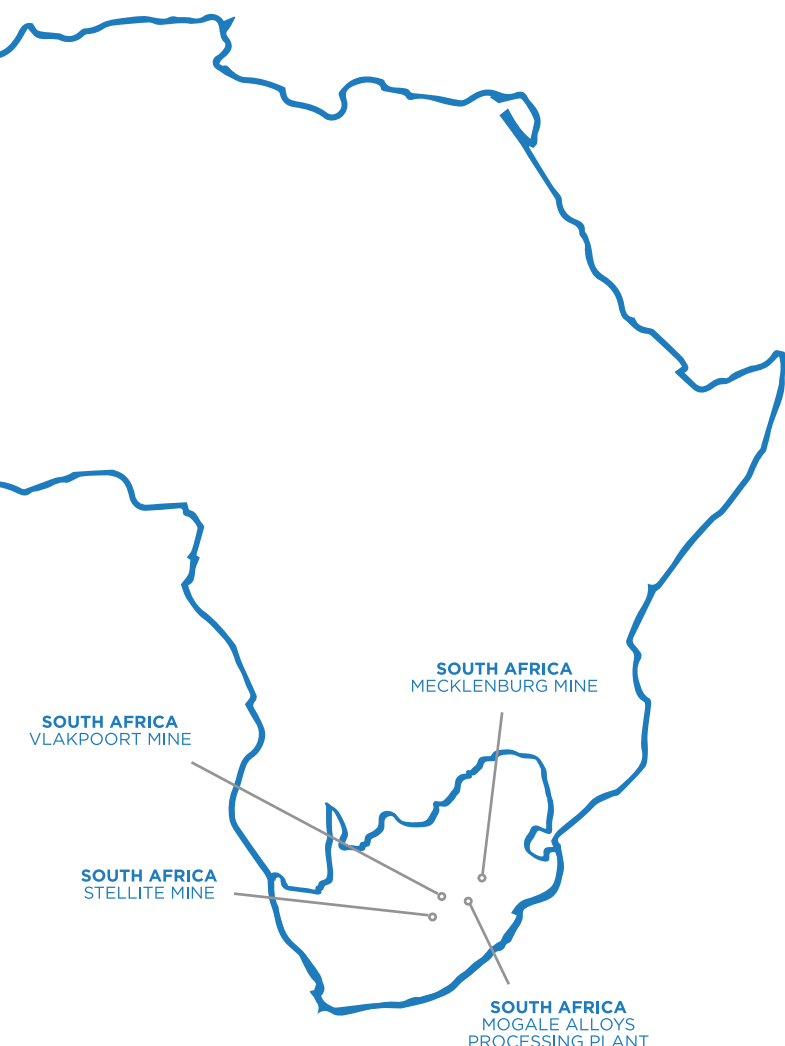 SOUTH AFRICA
MECKLENBURG MINE
SOUTH AFRICA
VLAKPOORT MINE
SOUTH AFRICA
STELLITE MINE
SOUTH AFRICA
MOGALE ALLOYS
PROCESSING PLANT